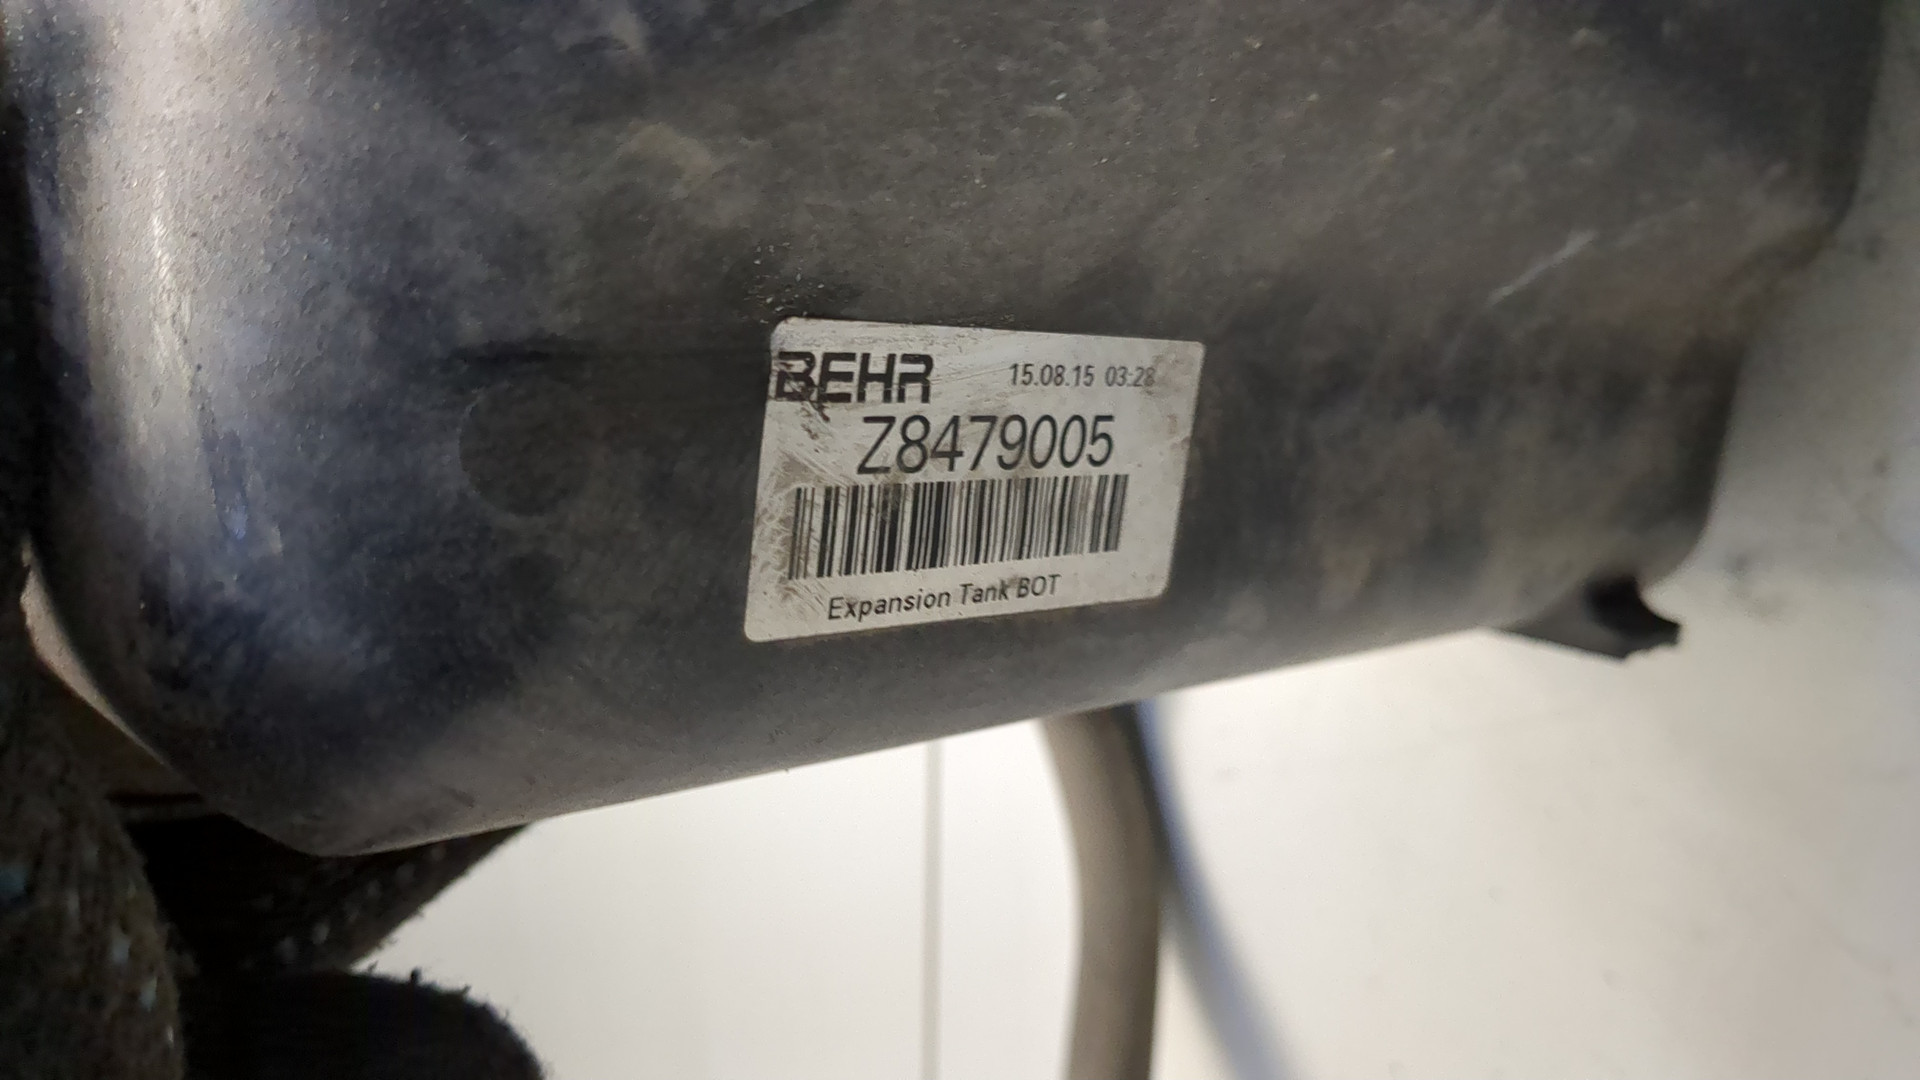 BEHR 15.08.15 03:28
Z8479005
Expansion Tank BOT